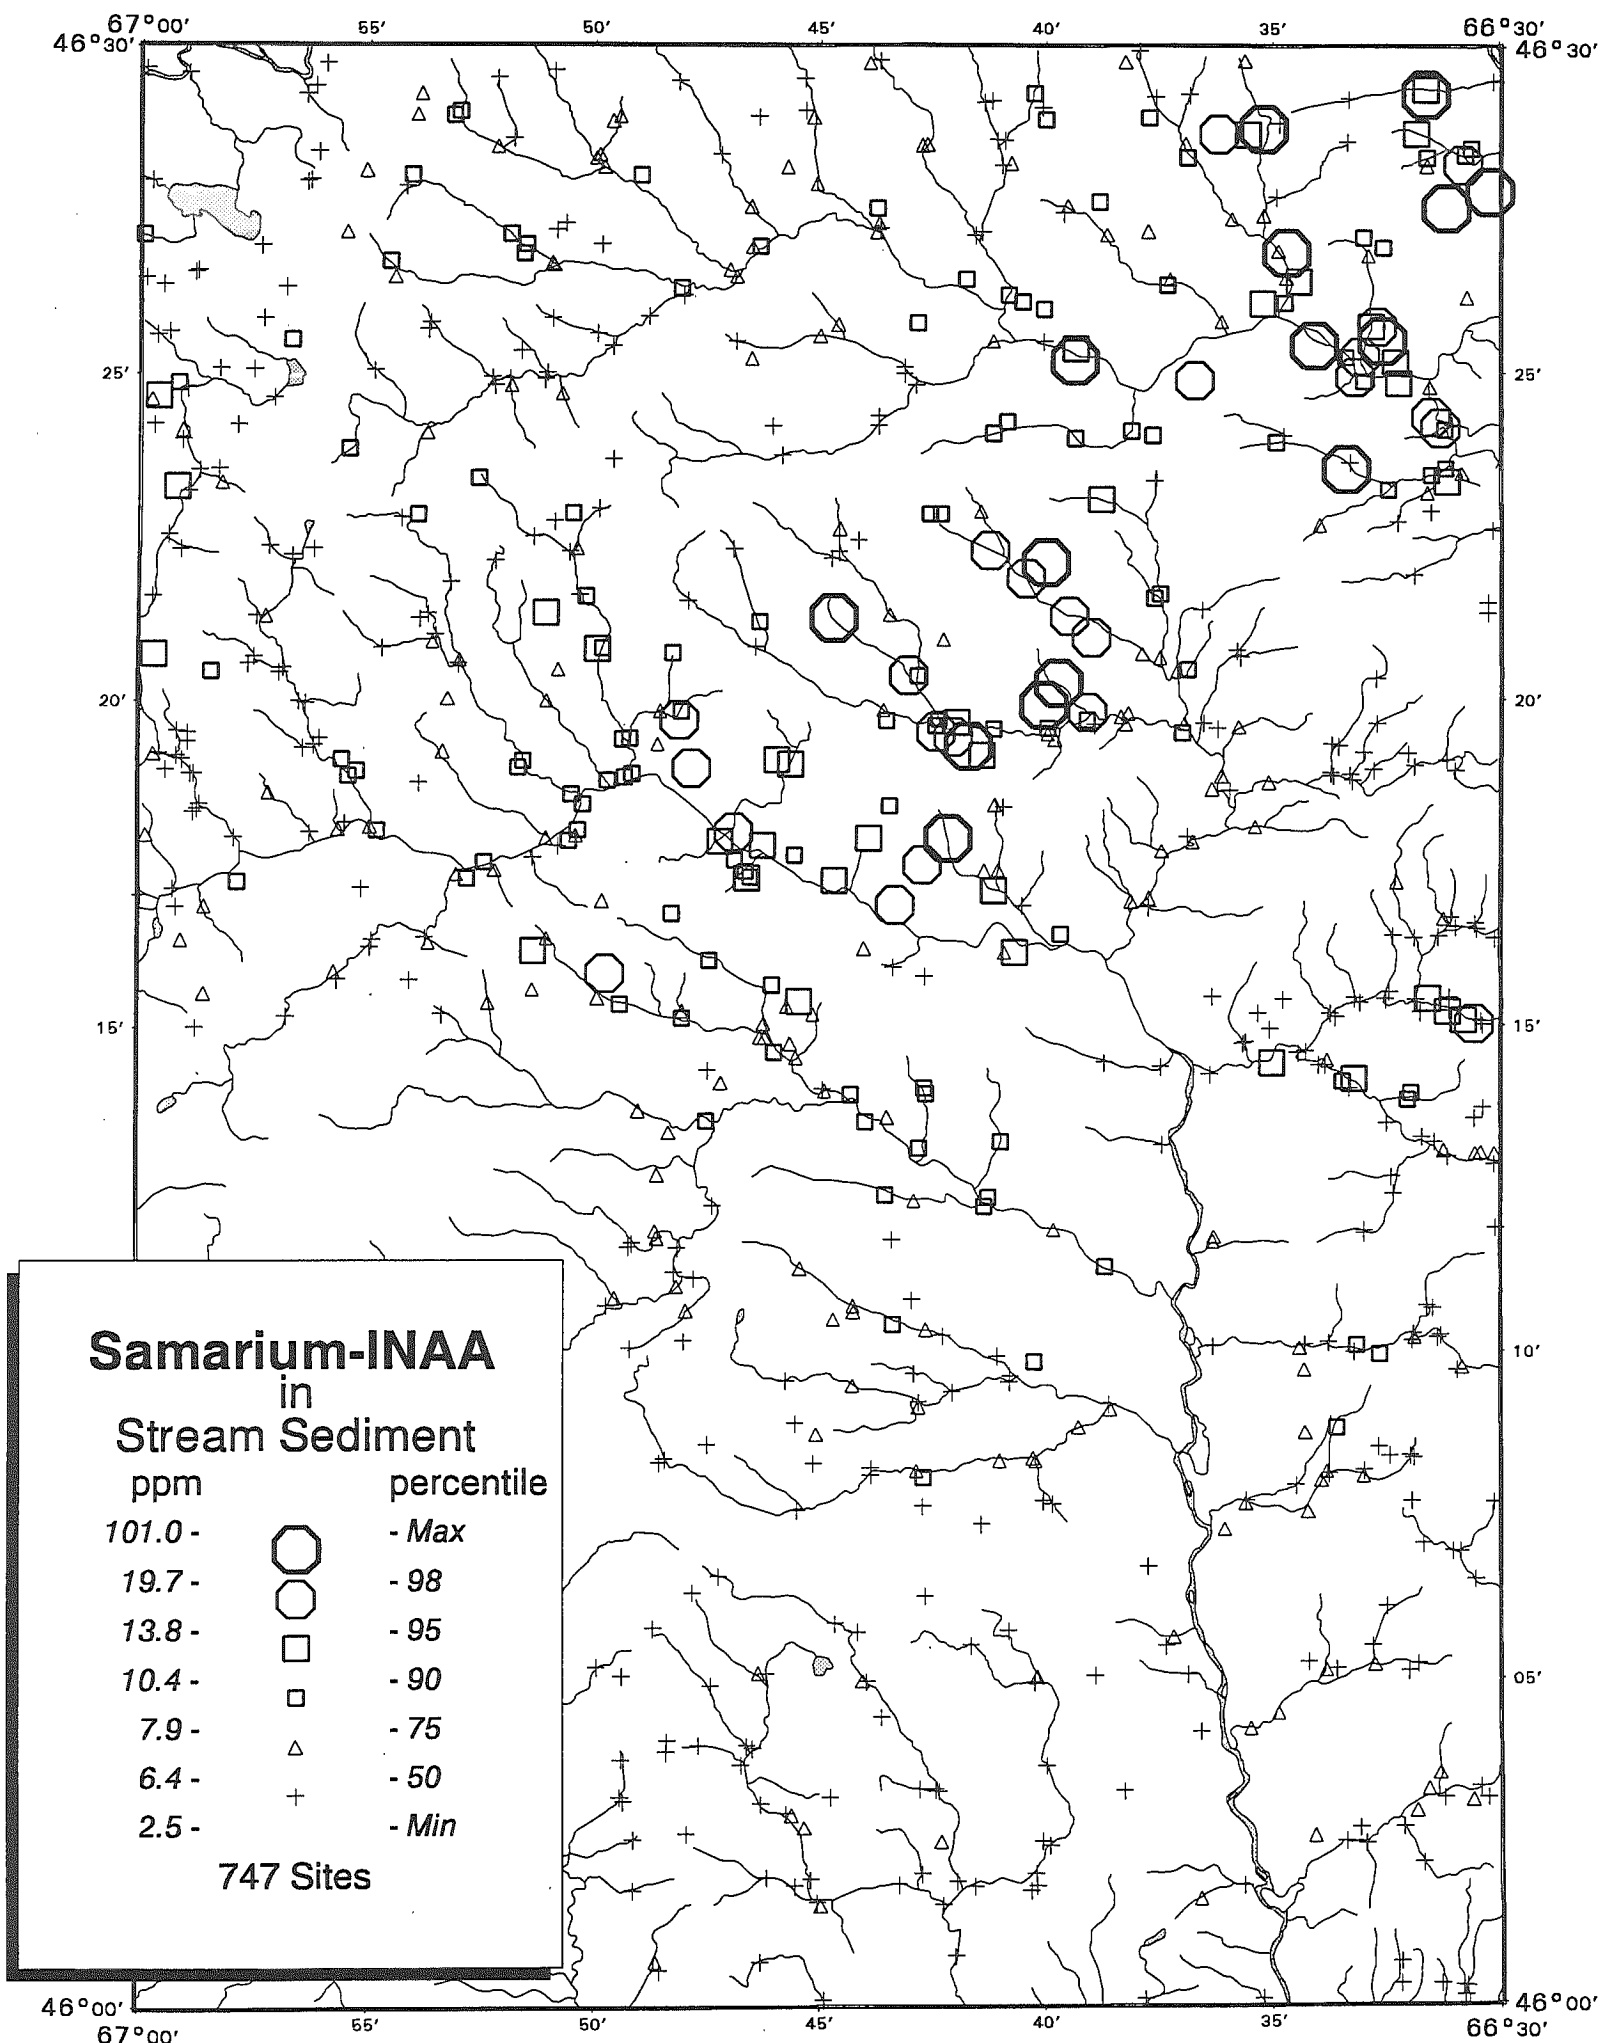 67°00' 55' 50' 45' 40' 35' 66°30'
46°30' 46°30'
25' 25'
20' 20'
15' 15'
10'
05'
Samarium-INAA
in
Stream Sediment
ppm percentile
101.0 - - Max
19.7 - - 98
13.8 - - 95
10.4 - - 90
7.9 - - 75
6.4 - - 50
2.5 - - Min
747 Sites
46°00' 46°00'
67°00' 65' 50' 45' 40' 35' 66°30'